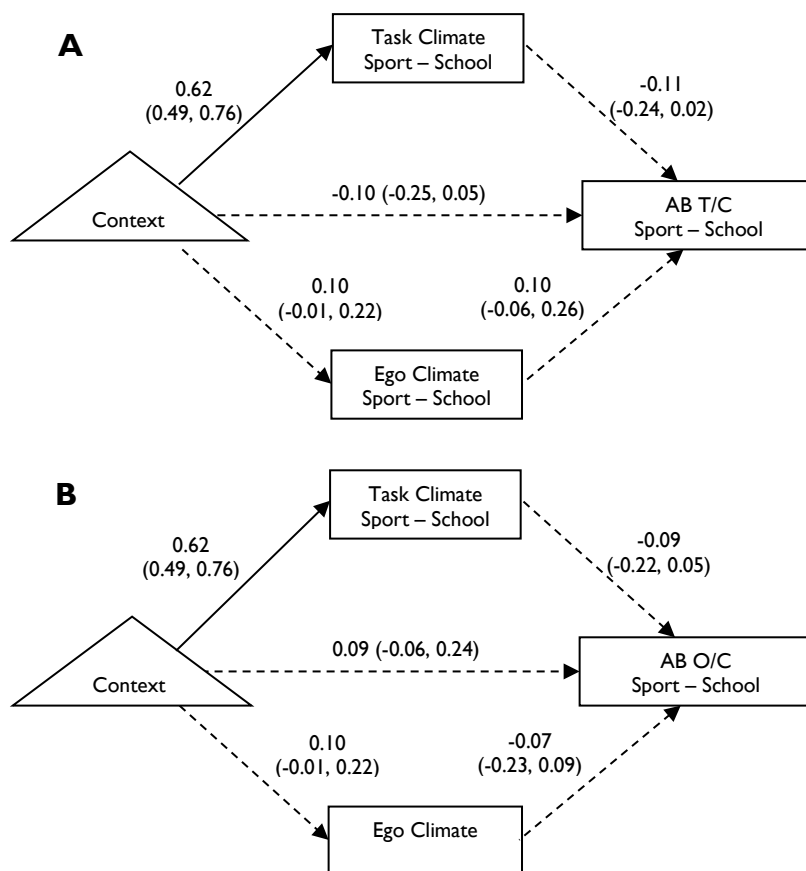 A
Task Climate
Sport – School
0.62
(0.49, 0.76)
-0.11
(-0.24, 0.02)
Context
-0.10 (-0.25, 0.05)
AB T/C
Sport – School
0.10
(-0.01, 0.22)
0.10
(-0.06, 0.26)
Ego Climate
Sport – School
B
Task Climate
Sport – School
0.62
(0.49, 0.76)
-0.09
(-0.22, 0.05)
Context
0.09 (-0.06, 0.24)
AB O/C
Sport – School
0.10
(-0.01, 0.22)
-0.07
(-0.23, 0.09)
Ego Climate